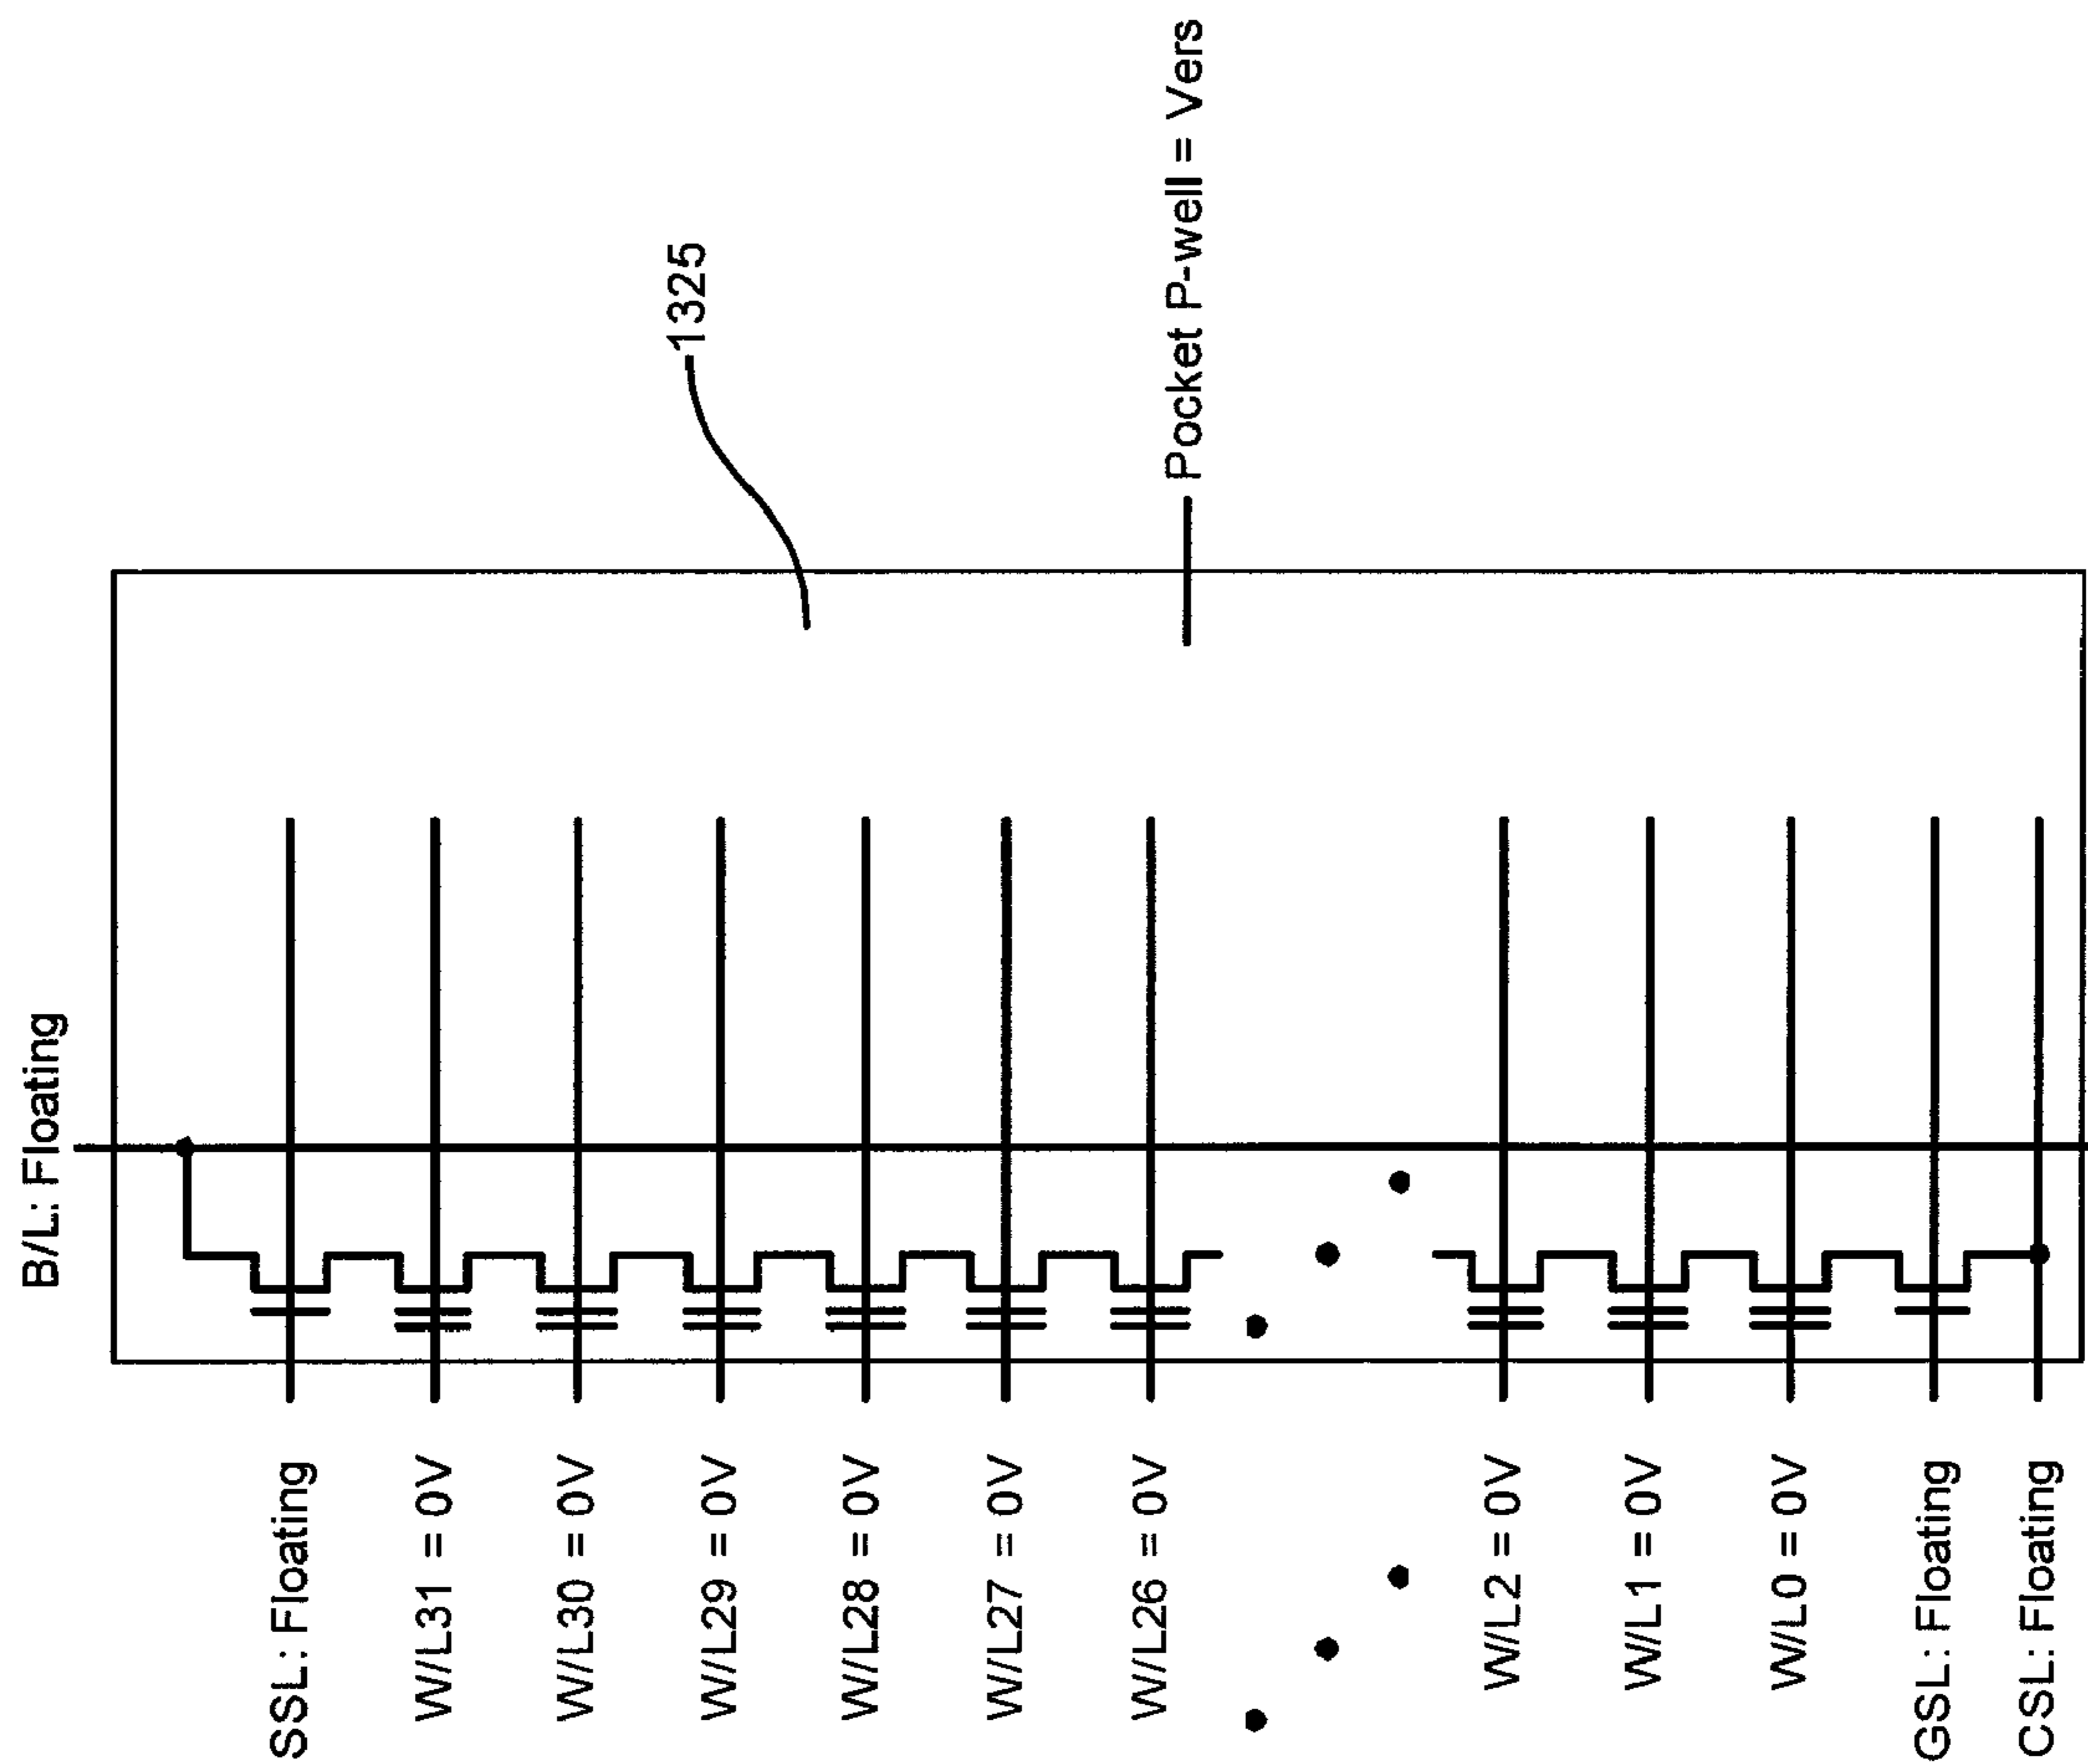 B/L: Floating
SSL: Floating
W/L31 = 0V
W/L30 = 0V
W/L29 = 0V
W/L28 = 0V
W/L27 = 0V
W/L26 = 0V
W/L2 = 0V
W/L1 = 0V
W/L0 = 0V
GSL: Floating
CSL: Floating
1325
Pocket P-well = Vers